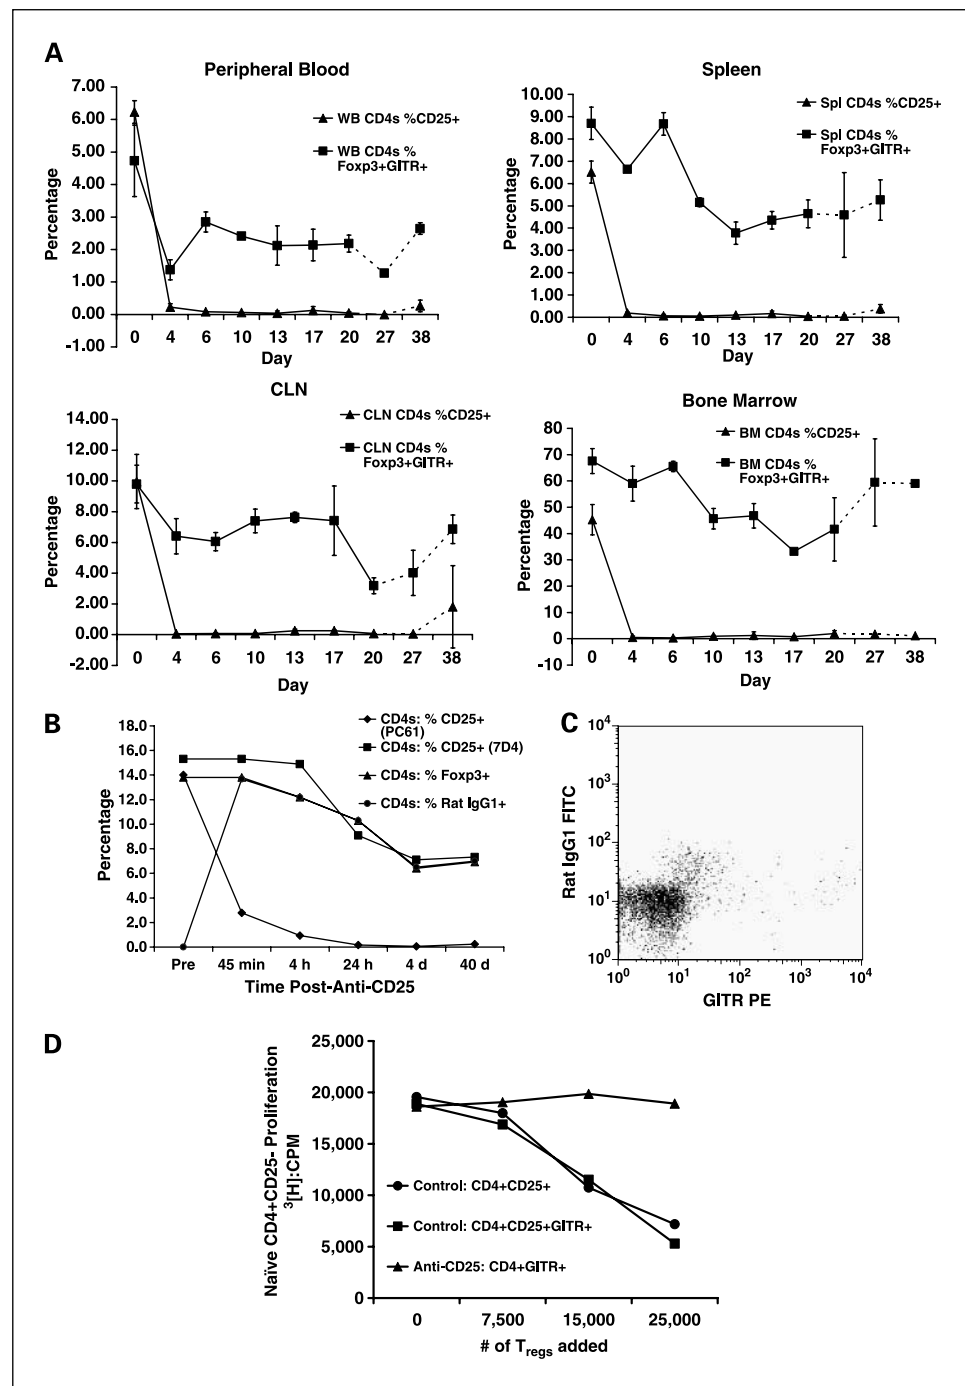 A
Peripheral Blood
7.00
6.00
5.00
4.00
3.00
2.00
1.00
0.00
-1.00
Percentage
0 4 6 10 13 17 20 27 38
Day
WB CD4s %CD25+
WB CD4s %
Foxp3+GITR+
Spleen
10.00
9.00
8.00
7.00
6.00
5.00
4.00
3.00
2.00
1.00
0.00
Percentage
0 4 6 10 13 17 20 27 38
Day
Spl CD4s %CD25+
Spl CD4s %
Foxp3+GITR+
CLN
14.00
12.00
10.00
8.00
6.00
4.00
2.00
0.00
-2.00
Percentage
0 4 6 10 13 17 20 27 38
Day
CLN CD4s %CD25+
CLN CD4s %
Foxp3+GITR+
Bone Marrow
80
70
60
50
40
30
20
10
0
-10
Percentage
0 4 6 10 13 17 20 27 38
Day
BM CD4s %CD25+
BM CD4s %
Foxp3+GITR+
B
18.0
16.0
14.0
12.0
10.0
8.0
6.0
4.0
2.0
0.0
Percentage
Pre 45 min 4 h 24 h 4 d 40 d
Time Post-Anti-CD25
CD4s: % CD25+
(PC61)
CD4s: % CD25+ (7D4)
CD4s: % Foxp3+
CD4s: % Rat IgG1+
C
10⁴
10³
10²
10¹
10⁰
Rat IgG1 FITC
10⁰ 10¹ 10² 10³ 10⁴
GITR PE
D
25,000
20,000
15,000
10,000
5,000
0
Naïve CD4+CD25- Proliferation
³[H]:CPM
Control: CD4+CD25+
Control: CD4+CD25+GITR+
Anti-CD25: CD4+GITR+
0 7,500 15,000 25,000
# of Tregs added